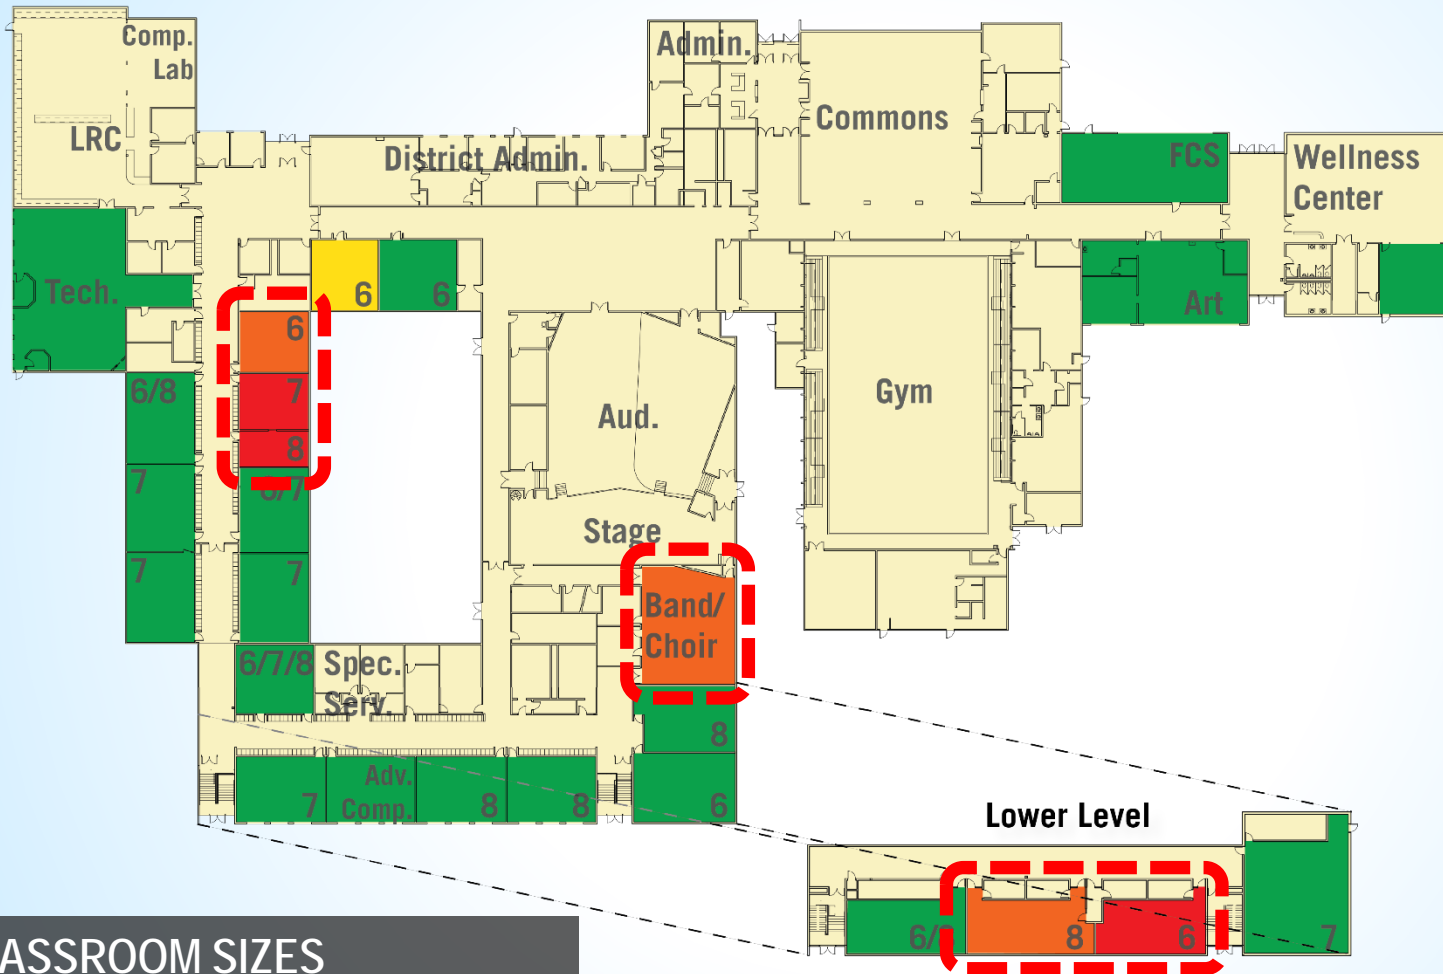 Comp.
Lab
LRC
Admin.
Commons
District Admin.
FCS
Wellness
Center
Tech.
6
6
Art
6
6/8
7
8
Gym
Aud.
7
6/7
Stage
7
7
Band/
Choir
6/7/8
Spec.
Serv.
8
7
Adv.
Comp.
8
8
6
Lower Level
8
6
7
ASSROOM SIZES